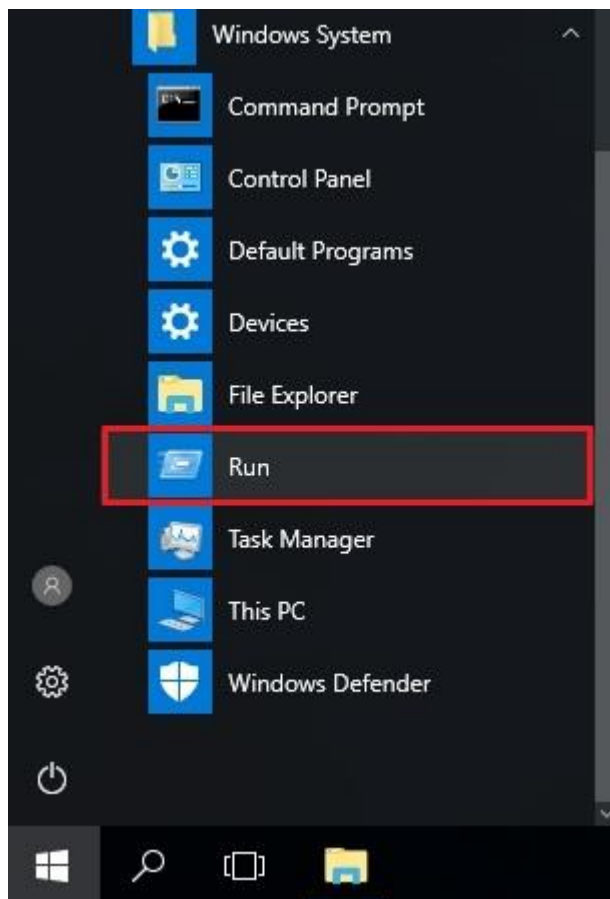 Windows System
Command Prompt
Control Panel
Default Programs
Devices
File Explorer
Run
Task Manager
This PC
Windows Defender